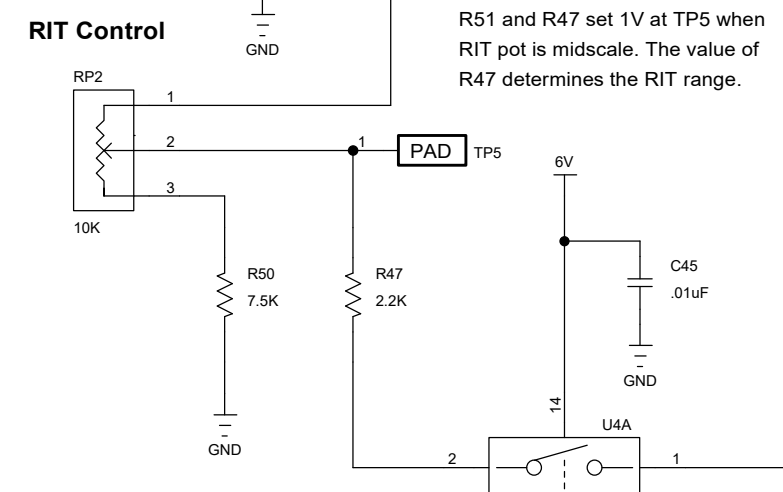 RIT Control
GND
R51 and R47 set 1V at TP5 when
RIT pot is midscale. The value of
R47 determines the RIT range.
RP2
1
2
3
10K
1
PAD
TP5
6V
R50
7.5K
R47
2.2K
C45
.01uF
GND
GND
14
U4A
2
1